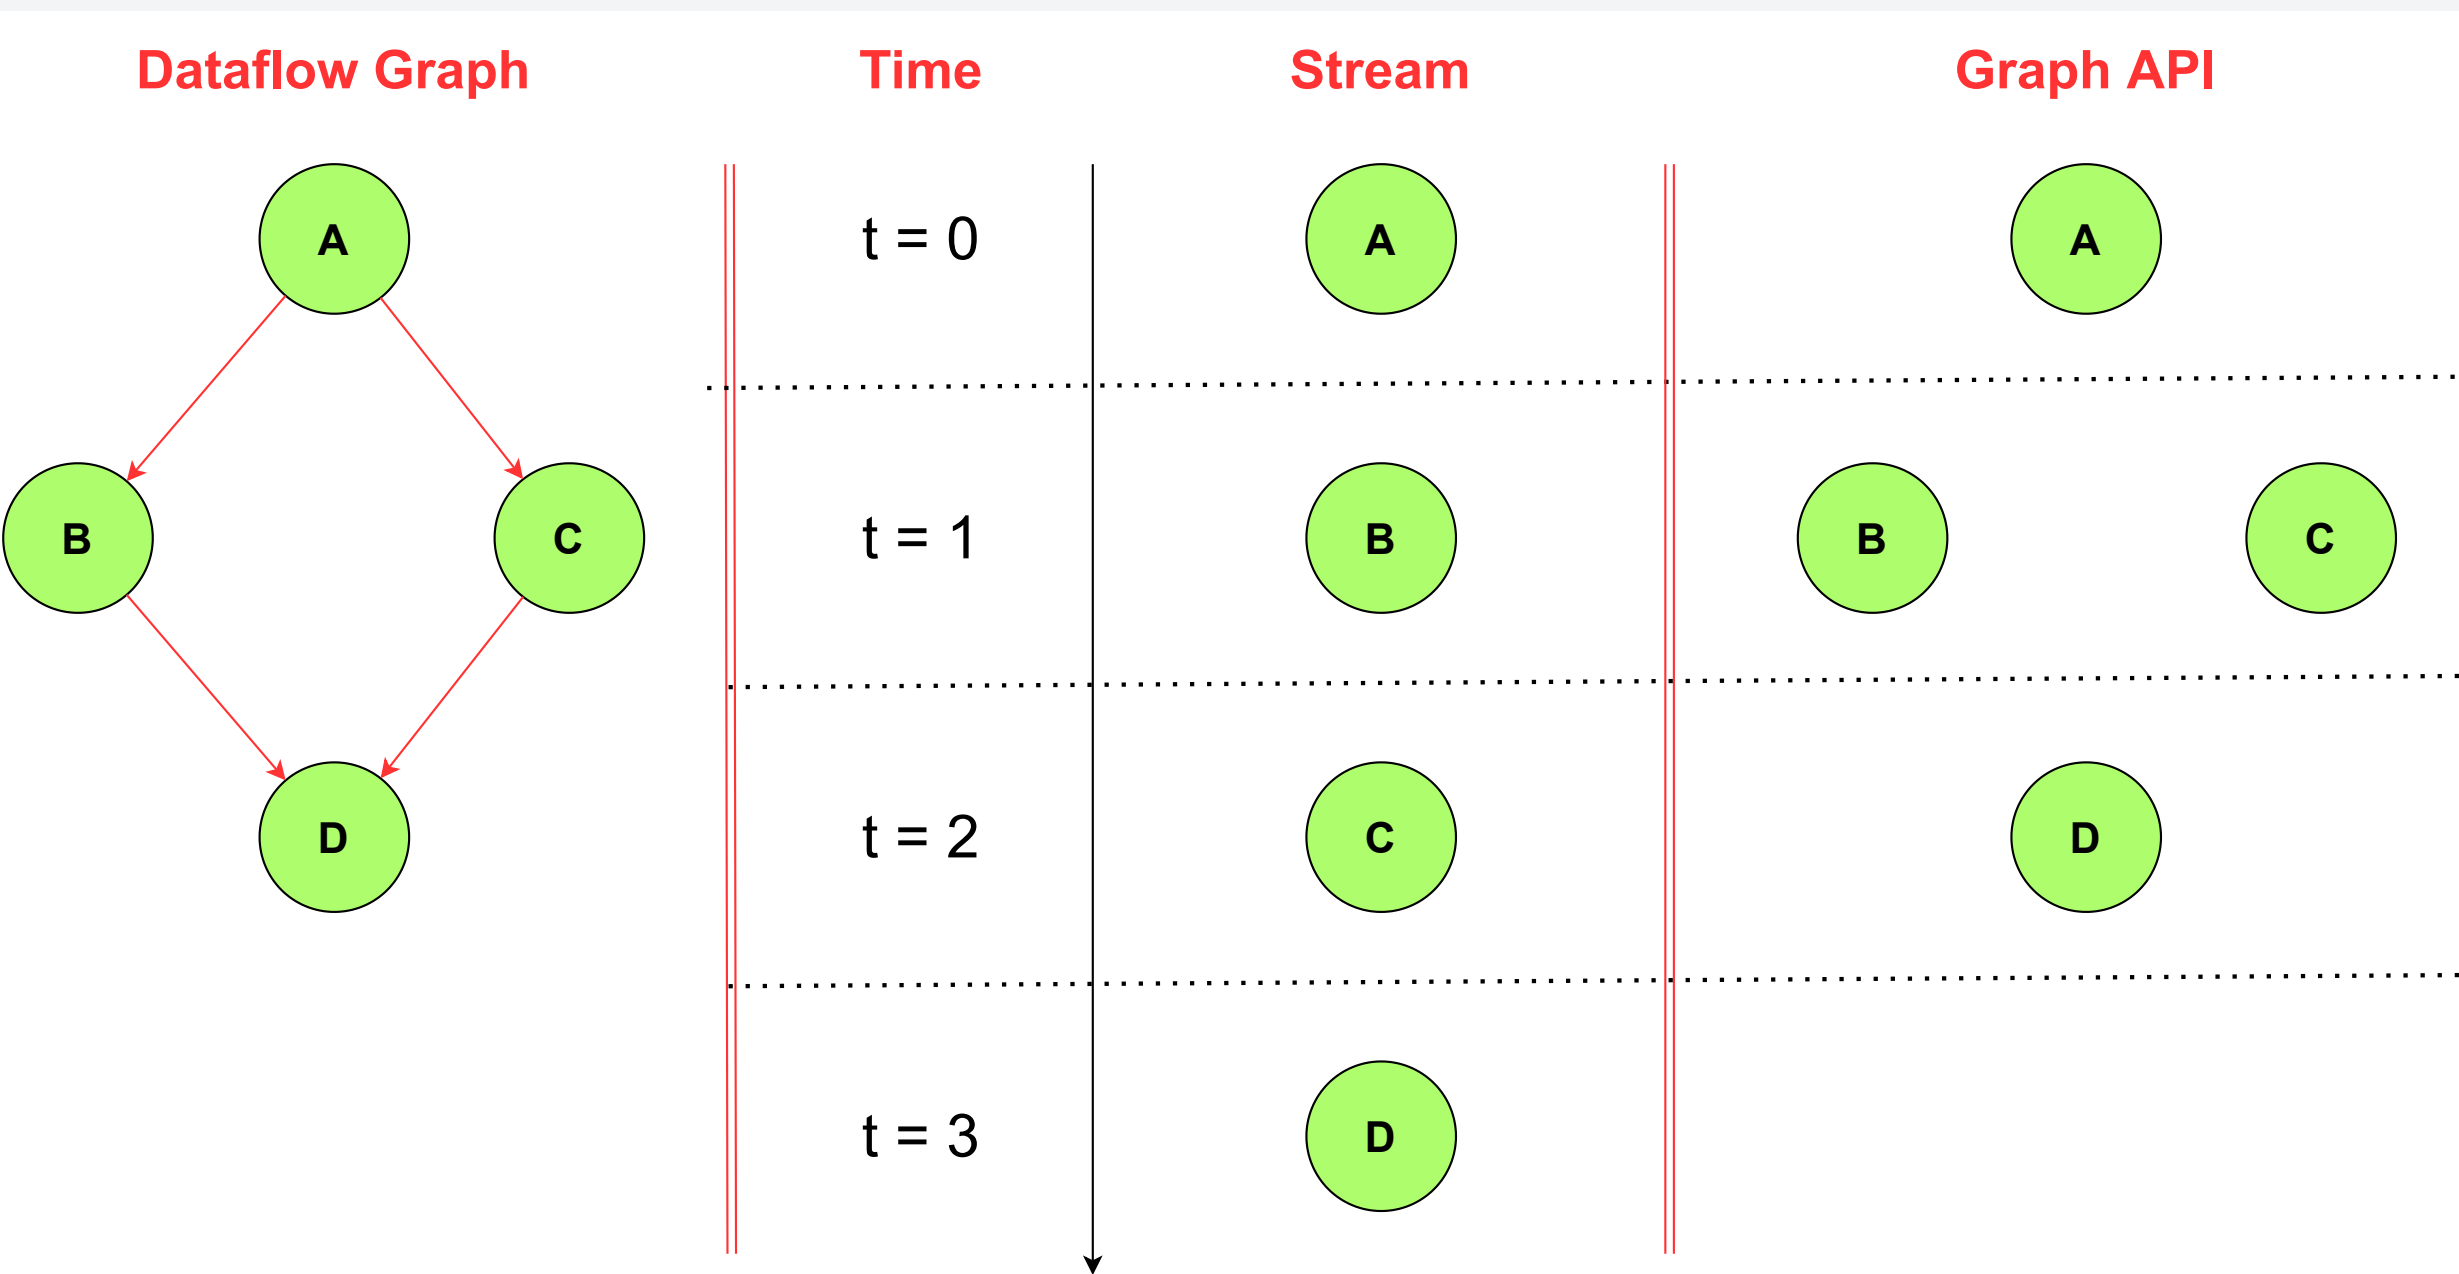 Dataflow Graph
Time
Stream
Graph API
A
t = 0
A
A
B
C
t = 1
B
B
C
D
t = 2
C
D
t = 3
D